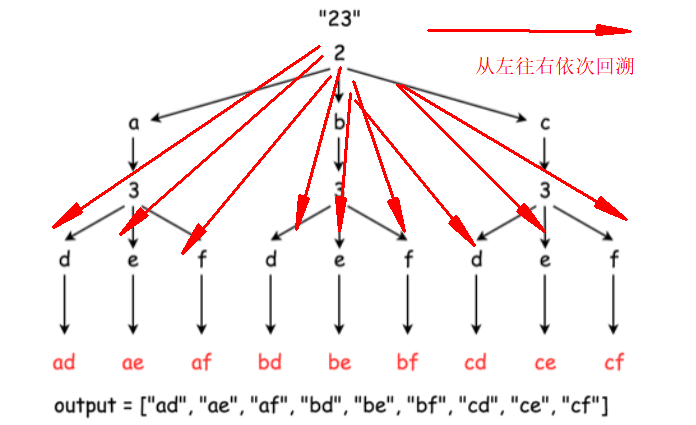 "23"
2
从左往右依次回溯
a b c
3 3 3
d e f d e f d e f
ad ae af bd be bf cd ce cf
output = ["ad", "ae", "af", "bd", "be", "bf", "cd", "ce", "cf"]